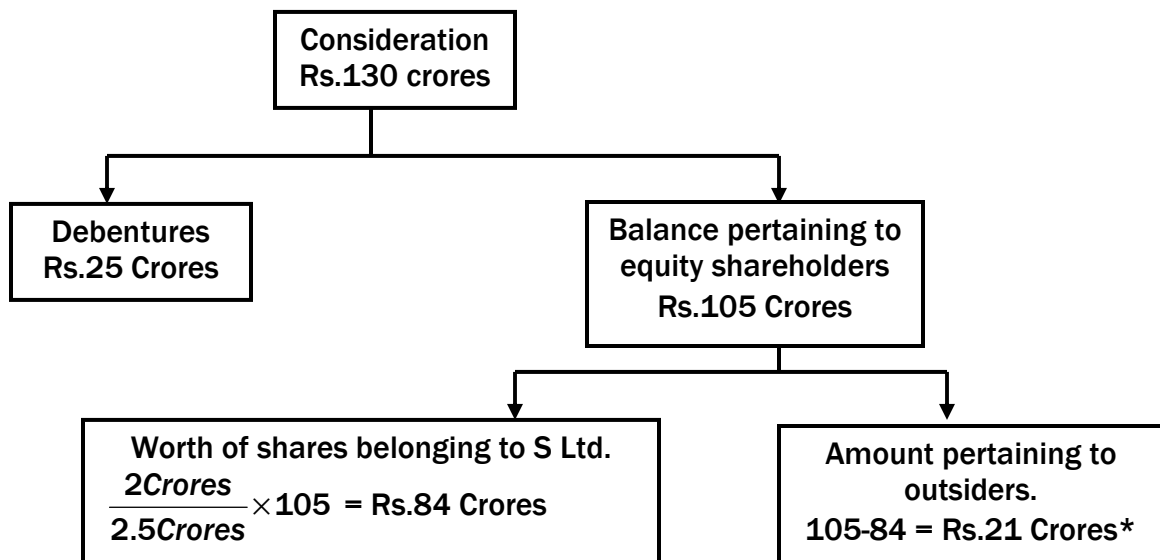 Consideration
Rs.130 crores
Debentures
Rs.25 Crores
Balance pertaining to
equity shareholders
Rs.105 Crores
Worth of shares belonging to S Ltd.
2Crores
2.5Crores
×105 = Rs.84 Crores
Amount pertaining to
outsiders.
105-84 = Rs.21 Crores*